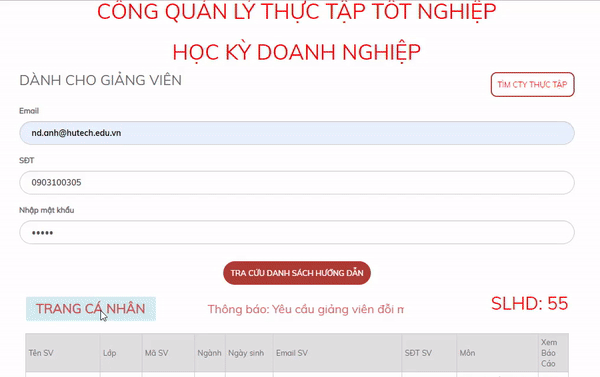 CỔNG QUẢN LÝ THỰC TẬP TỐT NGHIỆP
HỌC KỲ DOANH NGHIỆP
DÀNH CHO GIẢNG VIÊN
TÌM CTY THỰC TẬP
Email
nd.anh@hutech.edu.vn
SĐT
0903100305
Nhập mật khẩu
•••••
TRA CỨU DANH SÁCH HƯỚNG DẪN
TRANG CÁ NHÂN
Thông báo: Yêu cầu giảng viên đổi
SLHD: 55
Tên SV Lớp Mã SV Ngành Ngày sinh Email SV SĐT SV Môn Xem Báo Cáo